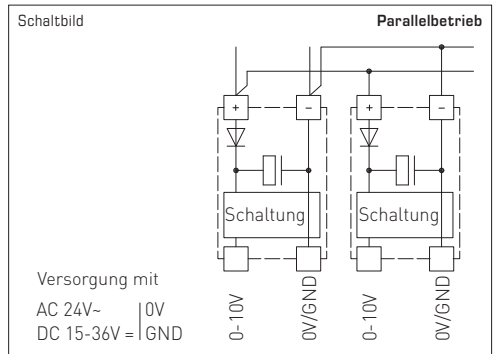 Schaltbild
Parallelbetrieb
+ − + −
Schaltung Schaltung
Versorgung mit
AC 24V~ 0V
DC 15-36V = GND
0-10V
0V/GND
0-10V
0V/GND